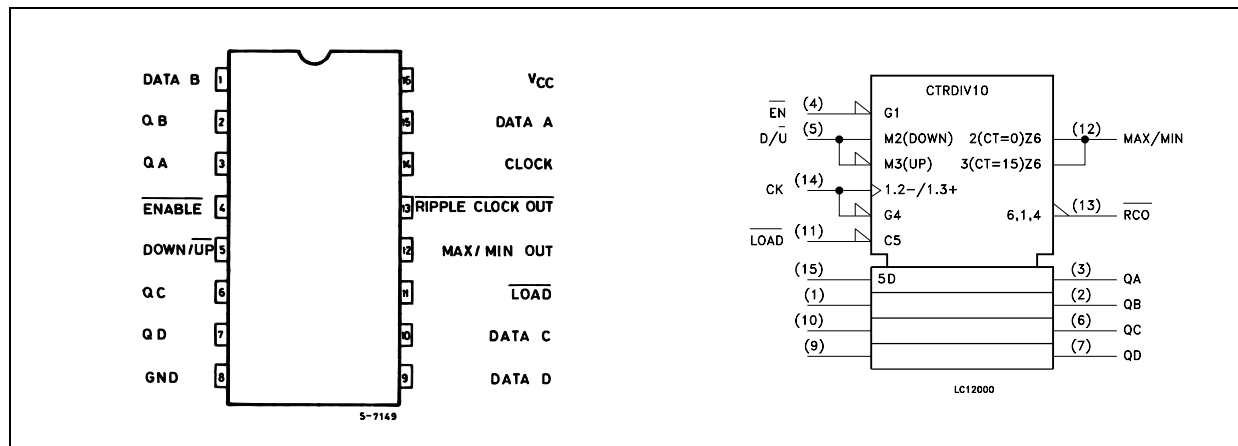 DATA B 1
QB 2
QA 3
ENABLE 4
DOWN/UP 5
QC 6
QD 7
GND 8
16 VCC
15 DATA A
14 CLOCK
13 RIPPLE CLOCK OUT
12 MAX/MIN OUT
11 LOAD
10 DATA C
9 DATA D
S-7149
CTRDIV10
EN (4) G1
D/U (5) M2(DOWN) 2(CT=0)Z6 (12) MAX/MIN
M3(UP) 3(CT=15)Z6
CK (14) 1.2-/1.3+
G4 6,1,4 (13) RCO
LOAD (11) C5
(15) 5D (3) QA
(1) (2) QB
(10) (6) QC
(9) (7) QD
LC12000